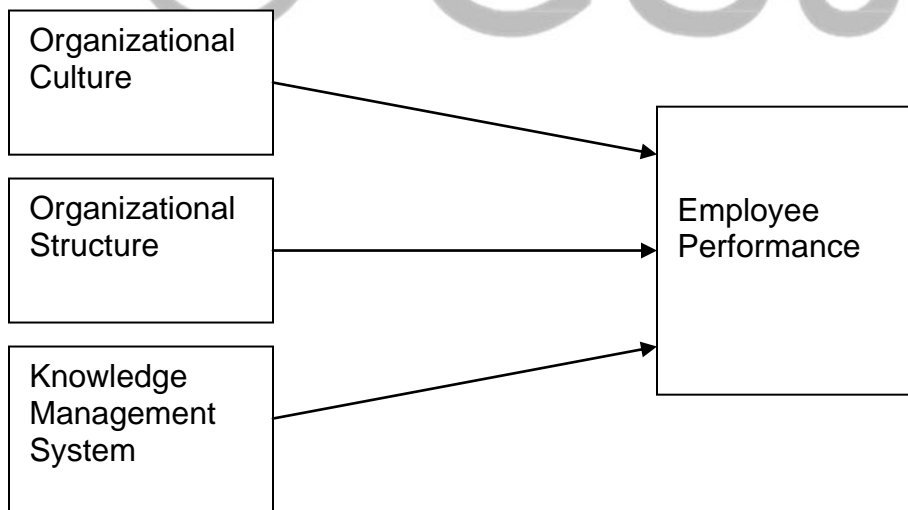 Organizational
Culture
Organizational
Structure
Knowledge
Management
System
Employee
Performance